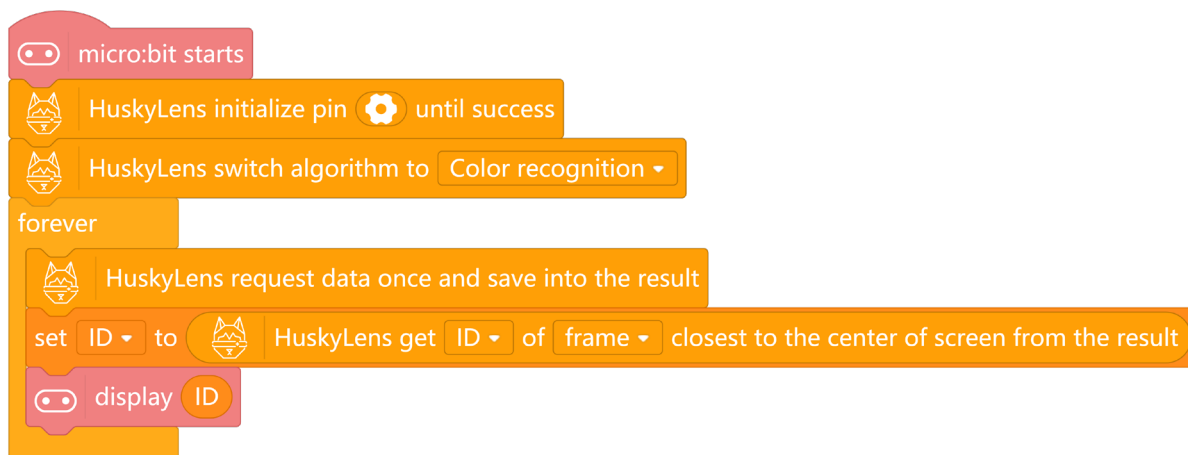 micro:bit starts
HuskyLens initialize pin until success
HuskyLens switch algorithm to Color recognition
forever
HuskyLens request data once and save into the result
set ID to HuskyLens get ID of frame closest to the center of screen from the result
display ID